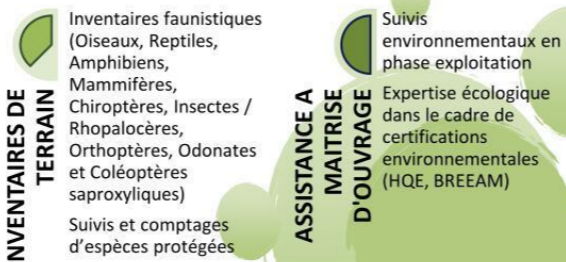 NVENTAIRES DE
TERRAIN
Inventaires faunistiques
(Oiseaux, Reptiles,
Amphibiens,
Mammifères,
Chiroptères, Insectes /
Rhopalocères,
Orthoptères, Odonates
et Coléoptères
saproxyliques)
Suivis et comptages
d'espèces protégées
ASSISTANCE A
MAITRISE
D'OUVRAGE
Suivis
environnementaux en
phase exploitation
Expertise écologique
dans le cadre de
certifications
environnementales
(HQE, BREEAM)